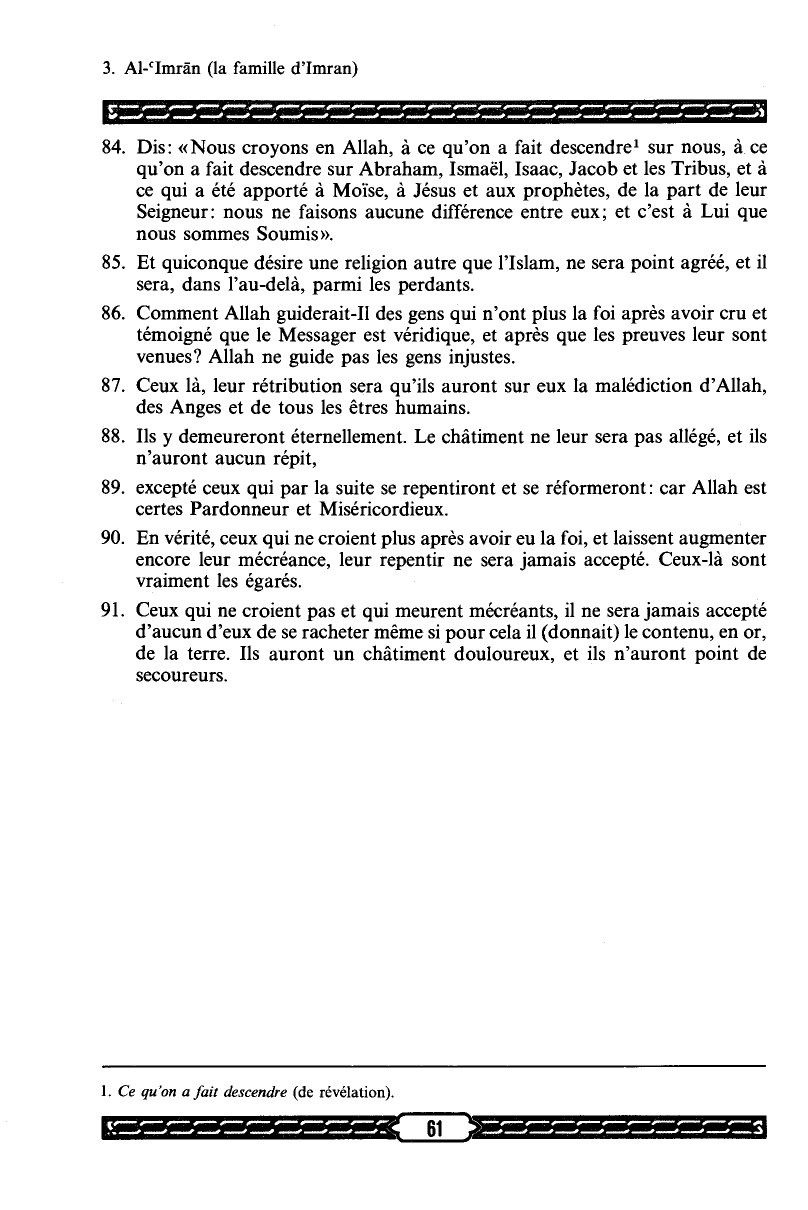 3. Al-ʿImrān (la famille d'Imran)
84. Dis: «Nous croyons en Allah, à ce qu'on a fait descendre¹ sur nous, à ce
qu'on a fait descendre sur Abraham, Ismaël, Isaac, Jacob et les Tribus, et à
ce qui a été apporté à Moïse, à Jésus et aux prophètes, de la part de leur
Seigneur: nous ne faisons aucune différence entre eux; et c'est à Lui que
nous sommes Soumis».
85. Et quiconque désire une religion autre que l'Islam, ne sera point agréé, et il
sera, dans l'au-delà, parmi les perdants.
86. Comment Allah guiderait-Il des gens qui n'ont plus la foi après avoir cru et
témoigné que le Messager est véridique, et après que les preuves leur sont
venues? Allah ne guide pas les gens injustes.
87. Ceux là, leur rétribution sera qu'ils auront sur eux la malédiction d'Allah,
des Anges et de tous les êtres humains.
88. Ils y demeureront éternellement. Le châtiment ne leur sera pas allégé, et ils
n'auront aucun répit,
89. excepté ceux qui par la suite se repentiront et se réformeront: car Allah est
certes Pardonneur et Miséricordieux.
90. En vérité, ceux qui ne croient plus après avoir eu la foi, et laissent augmenter
encore leur mécréance, leur repentir ne sera jamais accepté. Ceux-là sont
vraiment les égarés.
91. Ceux qui ne croient pas et qui meurent mécréants, il ne sera jamais accepté
d'aucun d'eux de se racheter même si pour cela il (donnait) le contenu, en or,
de la terre. Ils auront un châtiment douloureux, et ils n'auront point de
secoureurs.
1. Ce qu'on a fait descendre (de révélation).
61